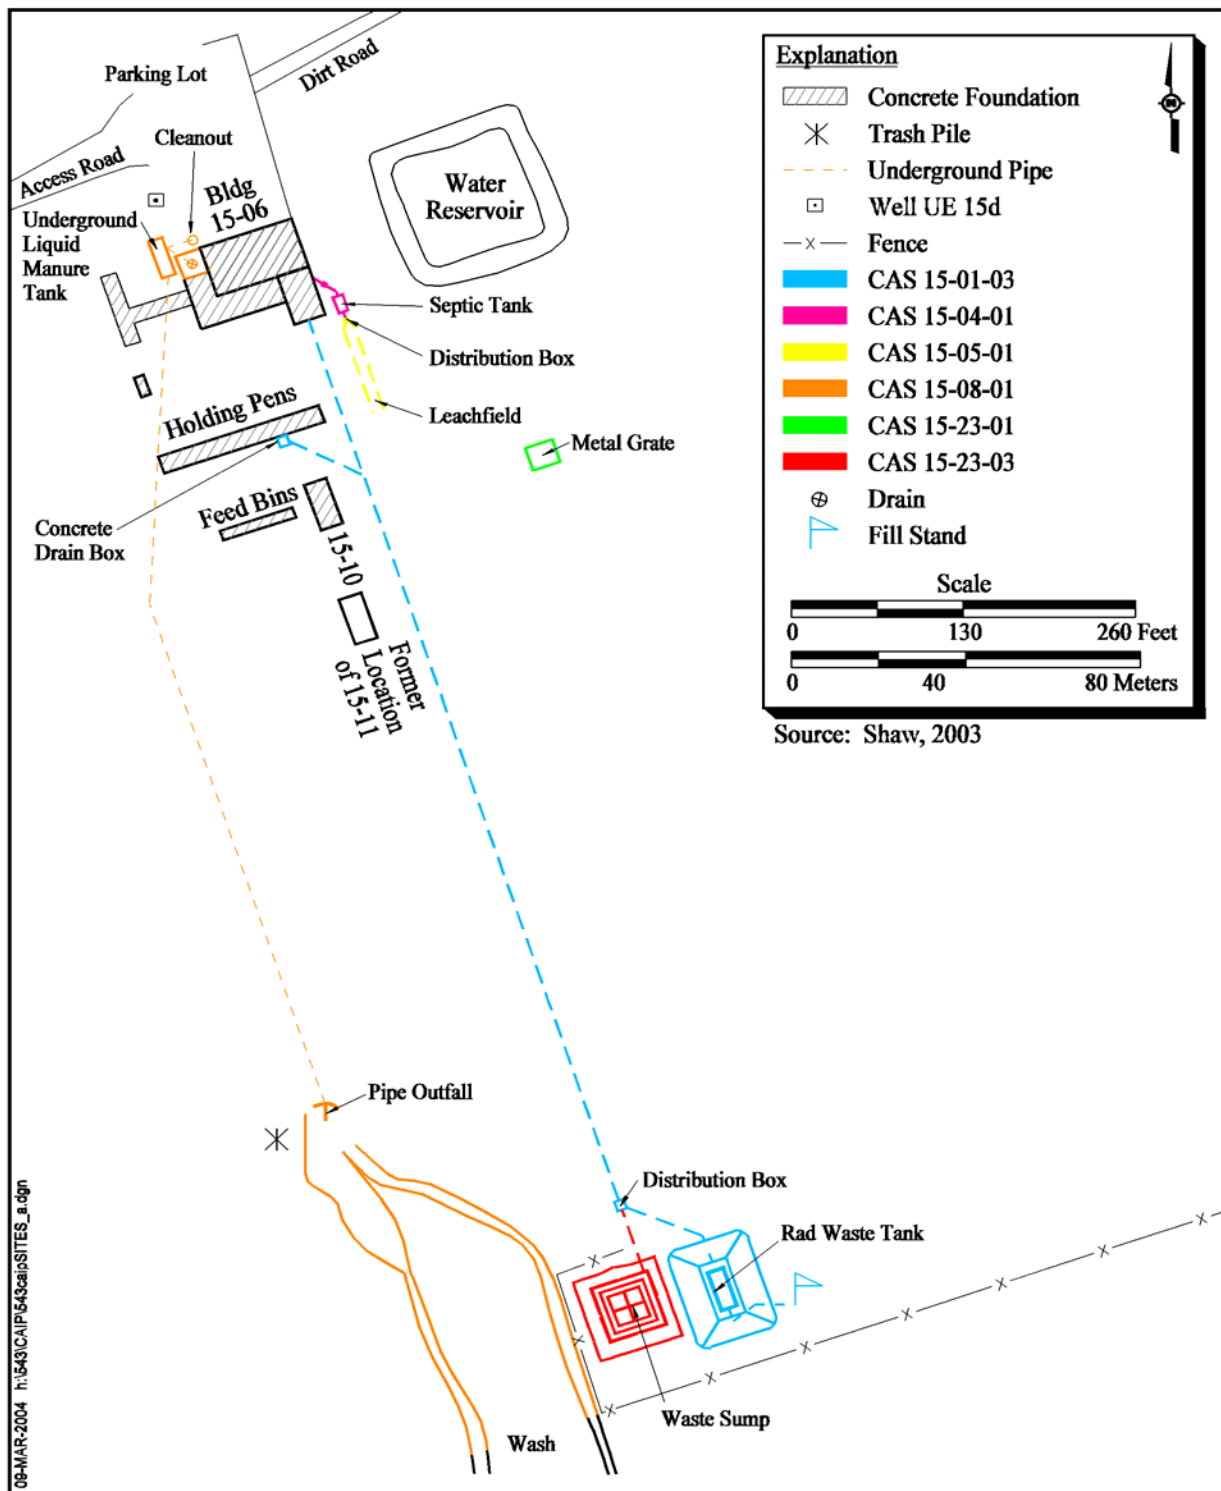 Parking Lot
Dirt Road
Cleanout
Access Road
Bldg
15-06
Underground
Liquid
Manure
Tank
Water
Reservoir
Septic Tank
Distribution Box
Leachfield
Holding Pens
Metal Grate
Feed Bins
Concrete
Drain Box
15-10
Former
Location
of 15-11
Explanation
N
Concrete Foundation
Trash Pile
Underground Pipe
Well UE 15d
Fence
CAS 15-01-03
CAS 15-04-01
CAS 15-05-01
CAS 15-08-01
CAS 15-23-01
CAS 15-23-03
Drain
Fill Stand
Scale
0 130 260 Feet
0 40 80 Meters
Source: Shaw, 2003
Pipe Outfall
Distribution Box
Rad Waste Tank
Waste Sump
Wash
09-MAR-2004 h:\543\CAIP\543caipSITES_a.dgn